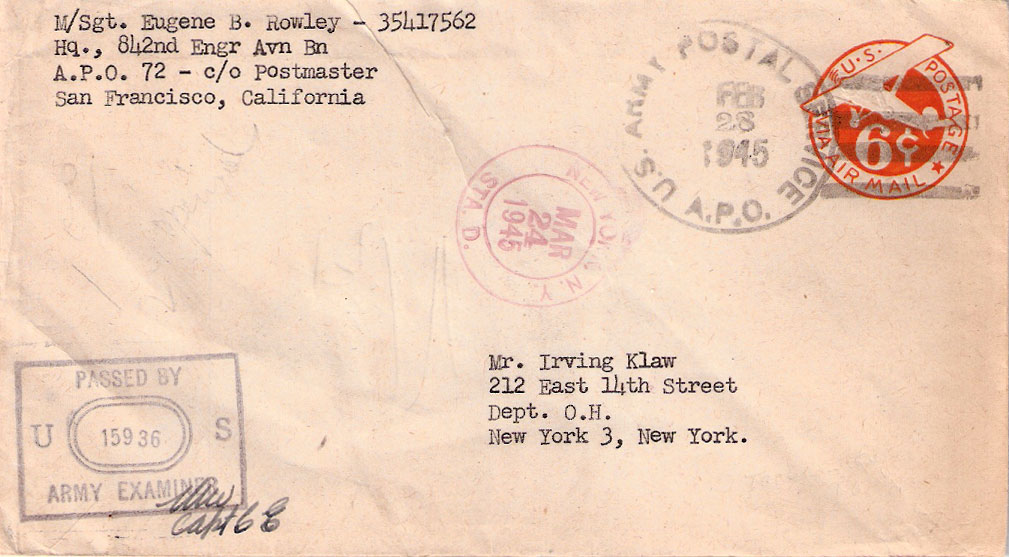 M/Sgt. Eugene B. Rowley - 35417562
Hq., 842nd Engr Avn Bn
A.P.O. 72 - c/o Postmaster
San Francisco, California
U.S. ARMY POSTAL SERVICE
A.P.O.
FEB
28
1945
U.S. POSTAGE
6¢
VIA AIR MAIL
NEW YORK, N.Y.
STA D.
MAR
24
1945
Mr. Irving Klaw
212 East 14th Street
Dept. O.H.
New York 3, New York.
PASSED BY
U 15936 S
ARMY EXAMINER
Capt C E